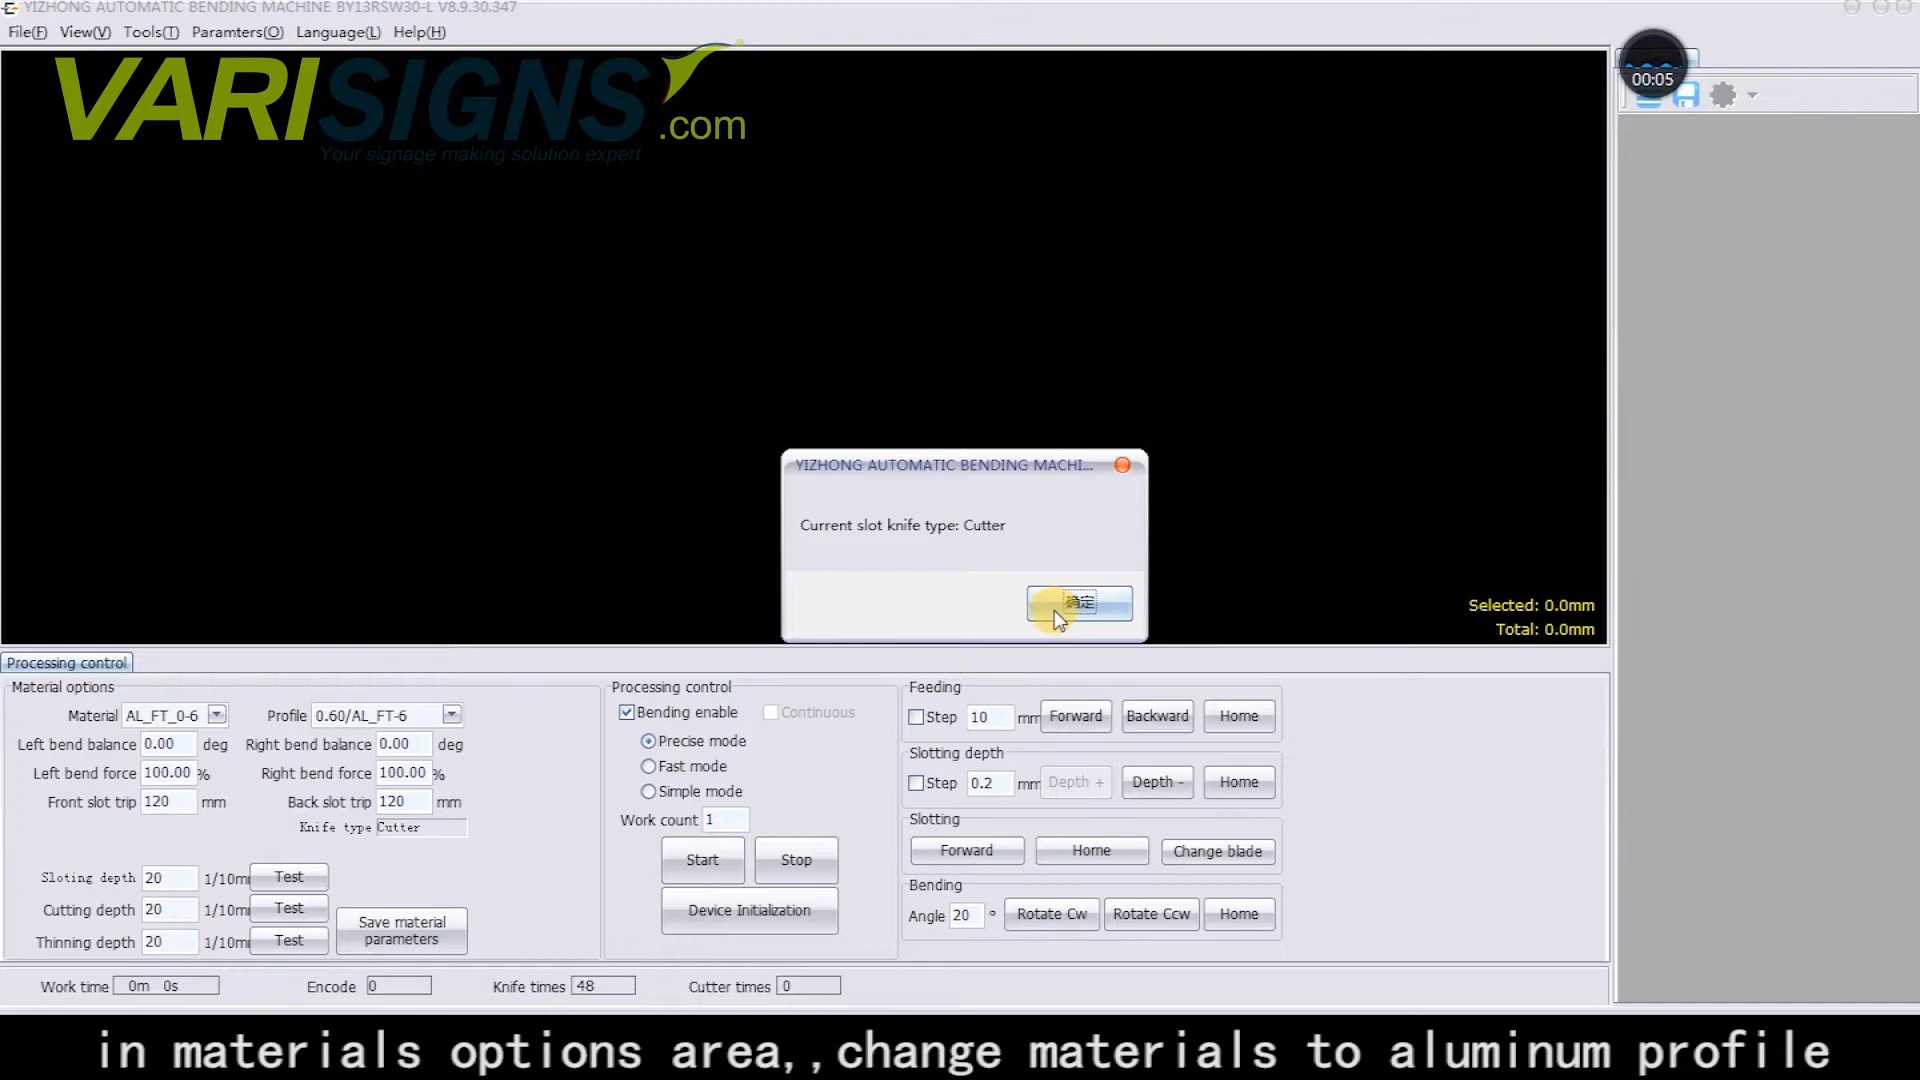 YIZHONG AUTOMATIC BENDING MACHINE BY13RSW30-L V8.9.30.347
File(F) View(V) Tools(T) Paramters(O) Language(L) Help(H)
VARISIGNS.com
Your signage making solution expert
00:05
YIZHONG AUTOMATIC BENDING MACHI...
Current slot knife type: Cutter
确定
Selected: 0.0mm
Total: 0.0mm
Processing control
Material options
Material AL_FT_0-6 Profile 0.60/AL_FT-6
Left bend balance 0.00 deg Right bend balance 0.00 deg
Left bend force 100.00 % Right bend force 100.00 %
Front slot trip 120 mm Back slot trip 120 mm
Knife type Cutter
Sloting depth 20 1/10m Test
Cutting depth 20 1/10m Test
Thinning depth 20 1/10m Test
Save material
parameters
Processing control
Bending enable Continuous
Precise mode
Fast mode
Simple mode
Work count 1
Start Stop
Device Initialization
Feeding
Step 10 mm Forward Backward Home
Slotting depth
Step 0.2 mm Depth + Depth - Home
Slotting
Forward Home Change blade
Bending
Angle 20 ° Rotate Cw Rotate Ccw Home
Work time 0m 0s Encode 0 Knife times 48 Cutter times 0
in materials options area,,change materials to aluminum profile